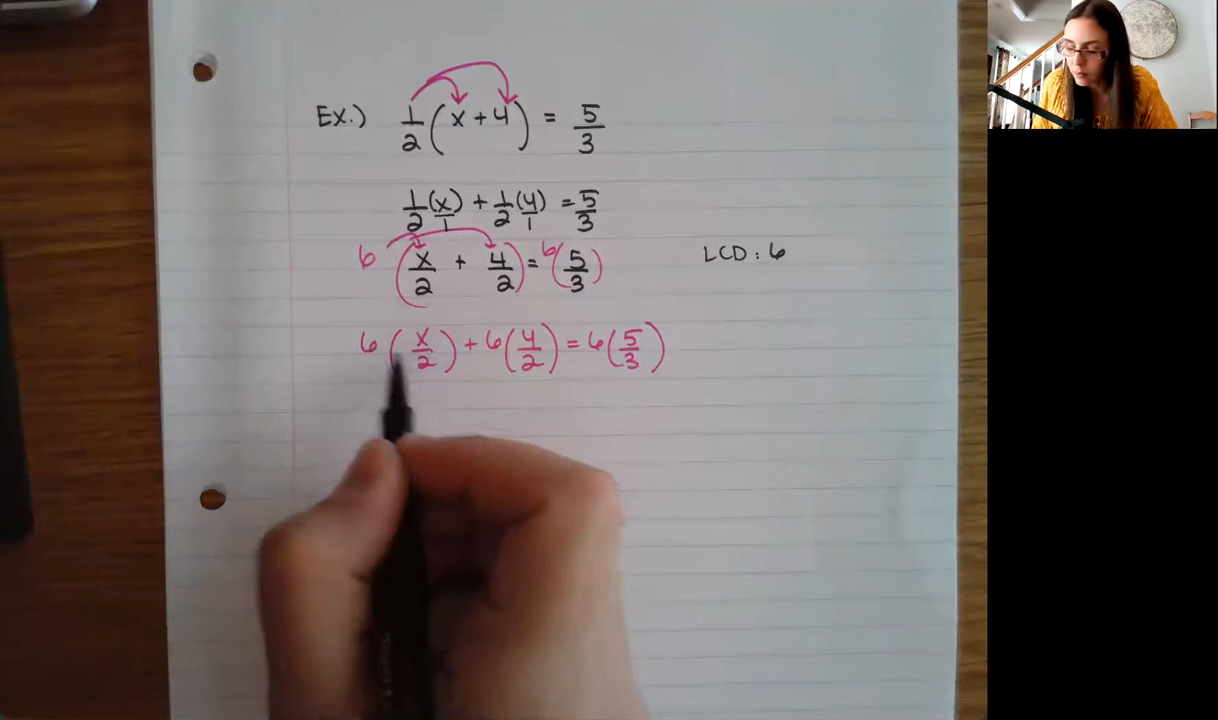 Ex.) 1/2 (x + 4) = 5/3
1/2 (x)/1 + 1/2 (4)/1 = 5/3
6 (x/2 + 4/2) = 6 (5/3) LCD: 6
6 (x/2) + 6 (4/2) = 6 (5/3)